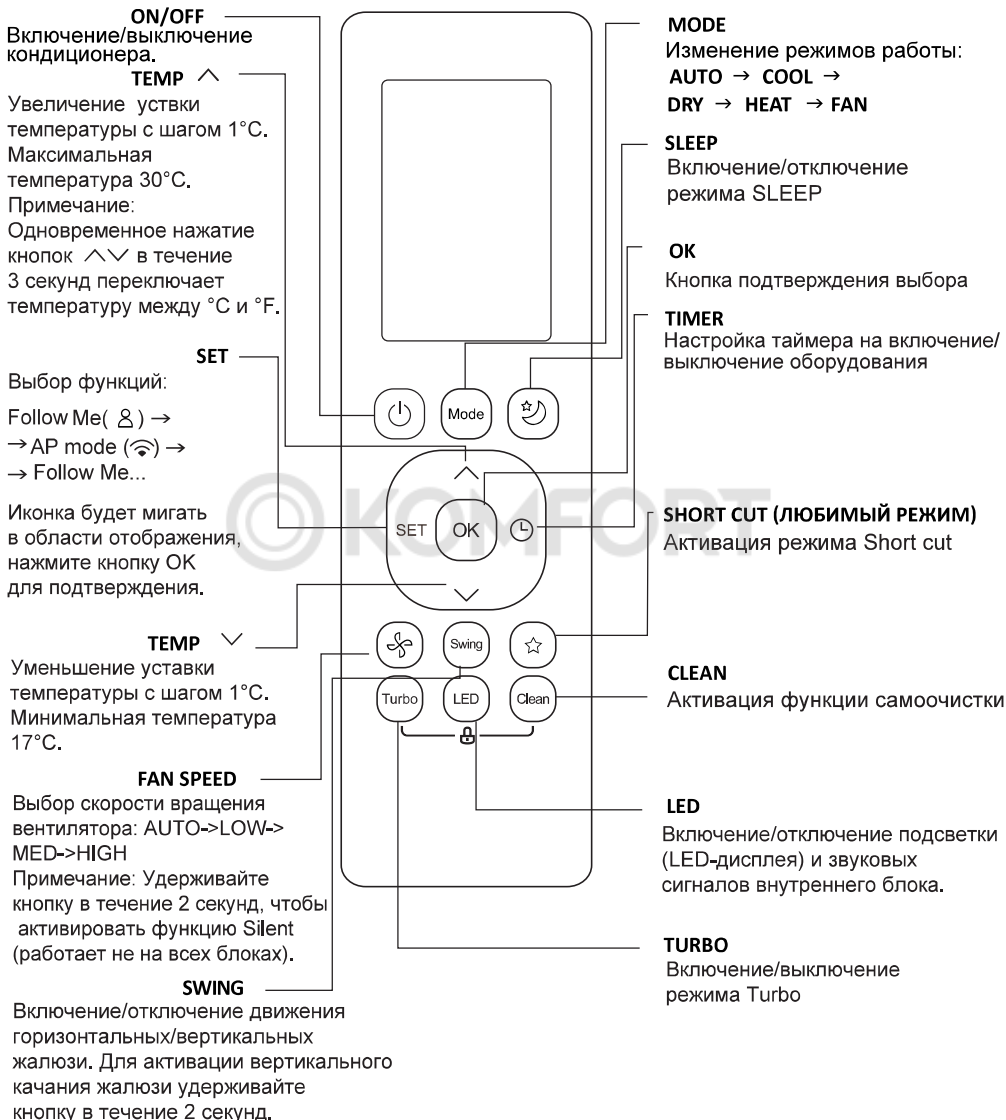 ON/OFF
Включение/выключение
кондиционера.
TEMP ︿
Увеличение уствки
температуры с шагом 1°C.
Максимальная
температура 30°C.
Примечание:
Одновременное нажатие
кнопок ︿﹀ в течение
3 секунд переключает
температуру между °C и °F.
SET
Выбор функций:
Follow Me( ) →
→AP mode ( ) →
→ Follow Me...
Иконка будет мигать
в области отображения,
нажмите кнопку OK
для подтверждения.
TEMP ﹀
Уменьшение уставки
температуры с шагом 1°C.
Минимальная температура
17°C.
FAN SPEED
Выбор скорости вращения
вентилятора: AUTO->LOW->
MED->HIGH
Примечание: Удерживайте
кнопку в течение 2 секунд, чтобы
активировать функцию Silent
(работает не на всех блоках).
SWING
Включение/отключение движения
горизонтальных/вертикальных
жалюзи. Для активации вертикального
качания жалюзи удерживайте
кнопку в течение 2 секунд.
Mode
SET OK
Swing
Turbo LED Clean
KOMFORT
MODE
Изменение режимов работы:
AUTO → COOL →
DRY → HEAT → FAN
SLEEP
Включение/отключение
режима SLEEP
OK
Кнопка подтверждения выбора
TIMER
Настройка таймера на включение/
выключение оборудования
SHORT CUT (ЛЮБИМЫЙ РЕЖИМ)
Активация режима Short cut
CLEAN
Активация функции самоочистки
LED
Включение/отключение подсветки
(LED-дисплея) и звуковых
сигналов внутреннего блока.
TURBO
Включение/выключение
режима Turbo